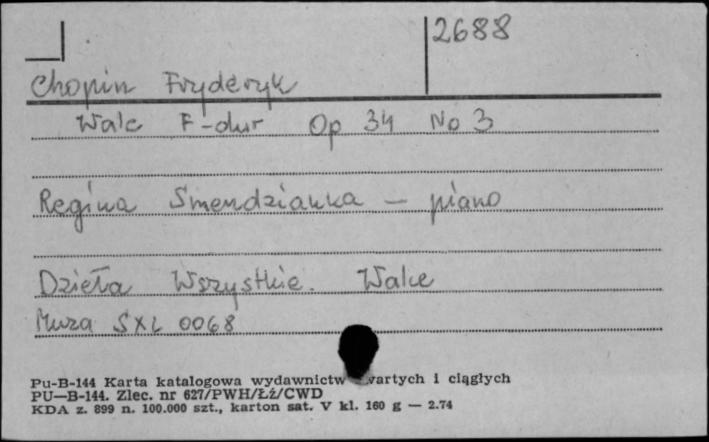 2688
Chopin Fryderyk
Walc F-dur Op 34 No 3
Regina Smendzianka — piano
Dzieła Wszystkie. Walce
Muza SXL 0068
Pu-B-144 Karta katalogowa wydawnictw i ciągłych
PU—B-144. Zlec. nr 627/PWH/Łź/CWD
KDA z. 899 n. 100.000 szt., karton sat. V kl. 160 g — 2.74